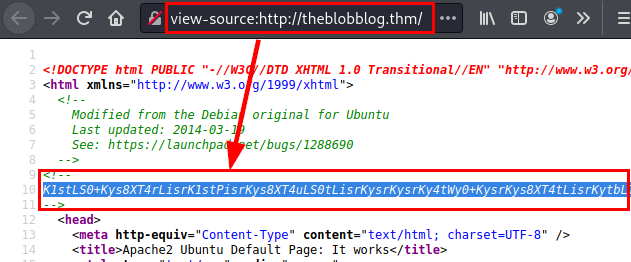 view-source:http://theblobblog.thm/
1
2 <!DOCTYPE html PUBLIC "-//W3C//DTD XHTML 1.0 Transitional//EN" "http://www.w3.org/
3 <html xmlns="http://www.w3.org/1999/xhtml">
4 <!--
5 Modified from the Debian original for Ubuntu
6 Last updated: 2014-03-19
7 See: https://launchpad.net/bugs/1288690
8 -->
9 <!--
10 K1stLS0+Kys8XT4rLisrK1stPisrKys8XT4uLS0tLisrKysrKysrKy4tWy0+KysrKys8XT4tLisrKytbL
11 -->
12 <head>
13 <meta http-equiv="Content-Type" content="text/html; charset=UTF-8" />
14 <title>Apache2 Ubuntu Default Page: It works</title>